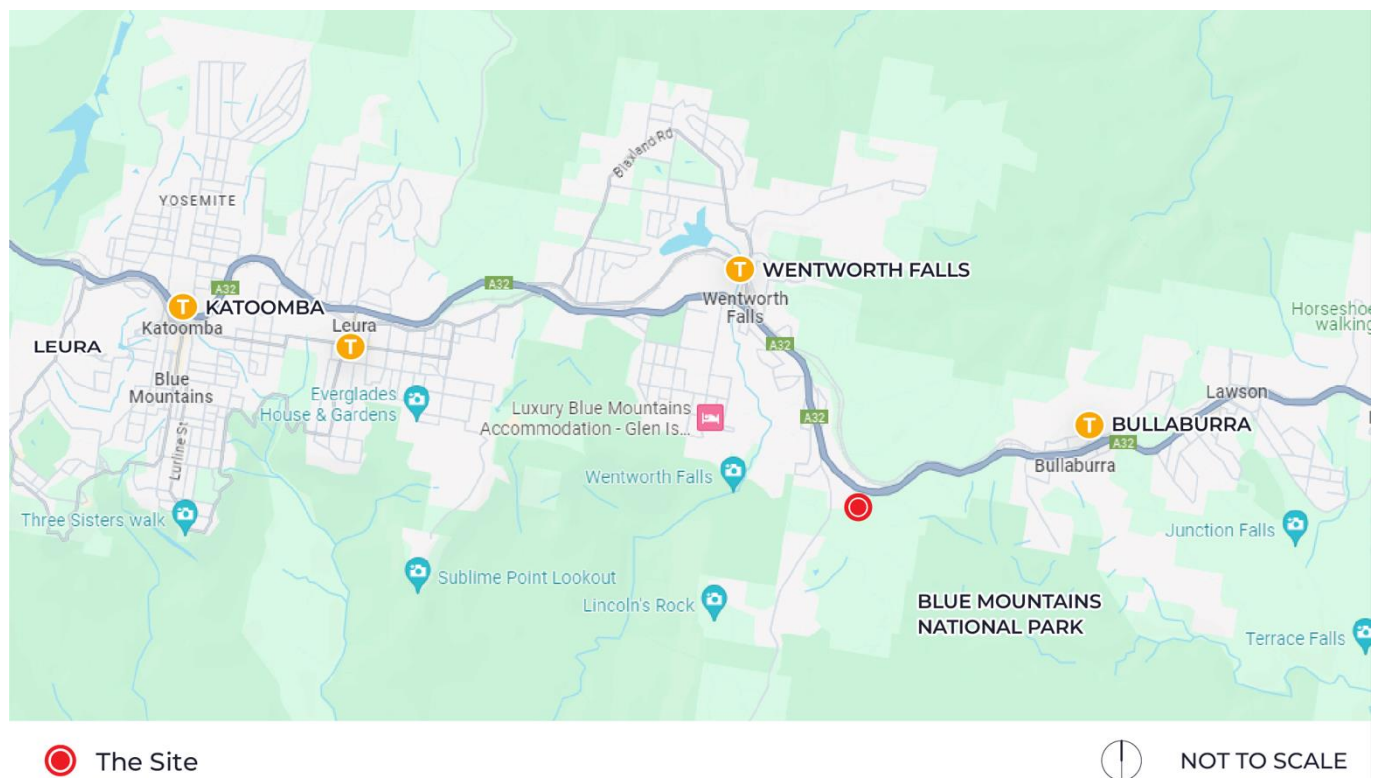 Blaxland Rd
YOSEMITE
T
WENTWORTH FALLS
A32
A32
Wentworth
Falls
T
KATOOMBA
Katoomba
Leura
T
LEURA
A32
Horseshoe
walking
Blue
Mountains
Everglades
House & Gardens
Luxury Blue Mountains
Accommodation - Glen Is...
A32
Lawson
T
BULLABURRA
A32
Bullaburra
Lurline St
Wentworth Falls
Three Sisters walk
Junction Falls
Sublime Point Lookout
Lincoln's Rock
BLUE MOUNTAINS
NATIONAL PARK
Terrace Falls
The Site
NOT TO SCALE